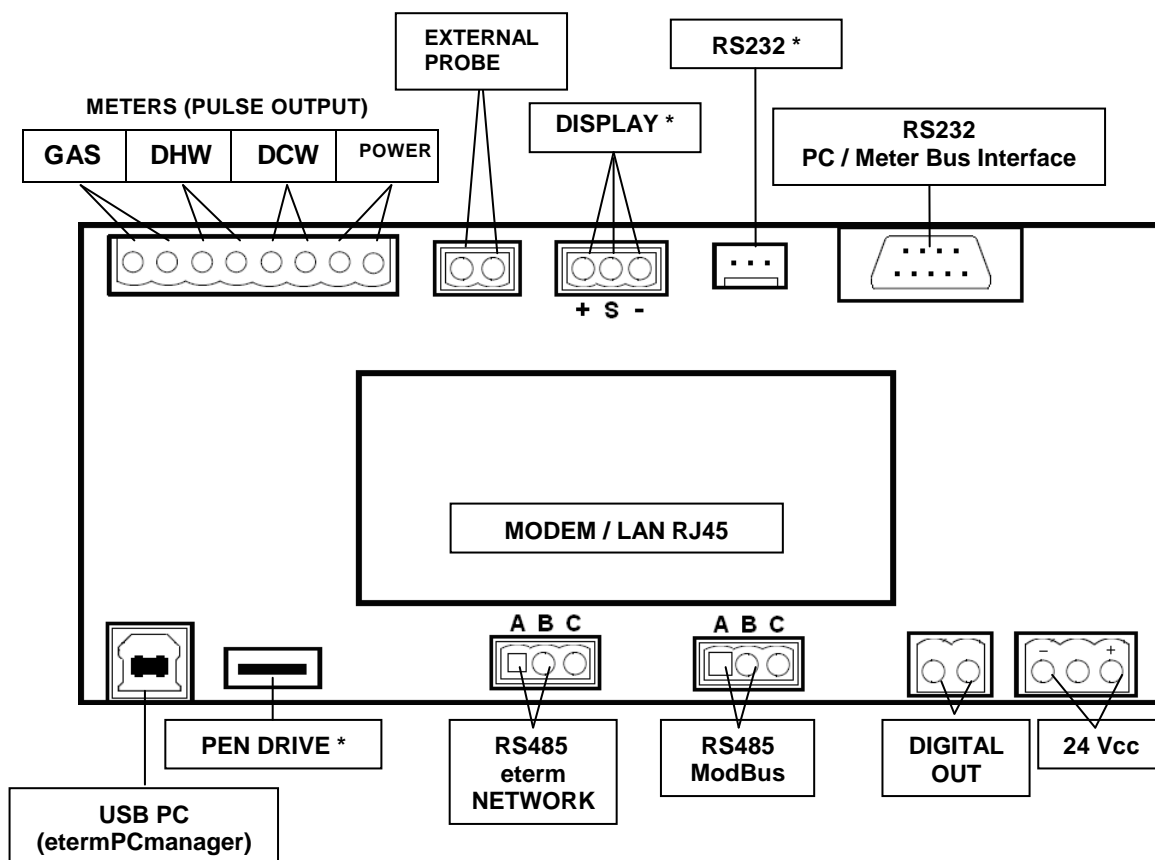 EXTERNAL
PROBE
RS232 *
METERS (PULSE OUTPUT)
GAS DHW DCW POWER
DISPLAY *
RS232
PC / Meter Bus Interface
+ S -
MODEM / LAN RJ45
A B C
A B C
- +
PEN DRIVE *
RS485
eterm
NETWORK
RS485
ModBus
DIGITAL
OUT
24 Vcc
USB PC
(etermPCmanager)